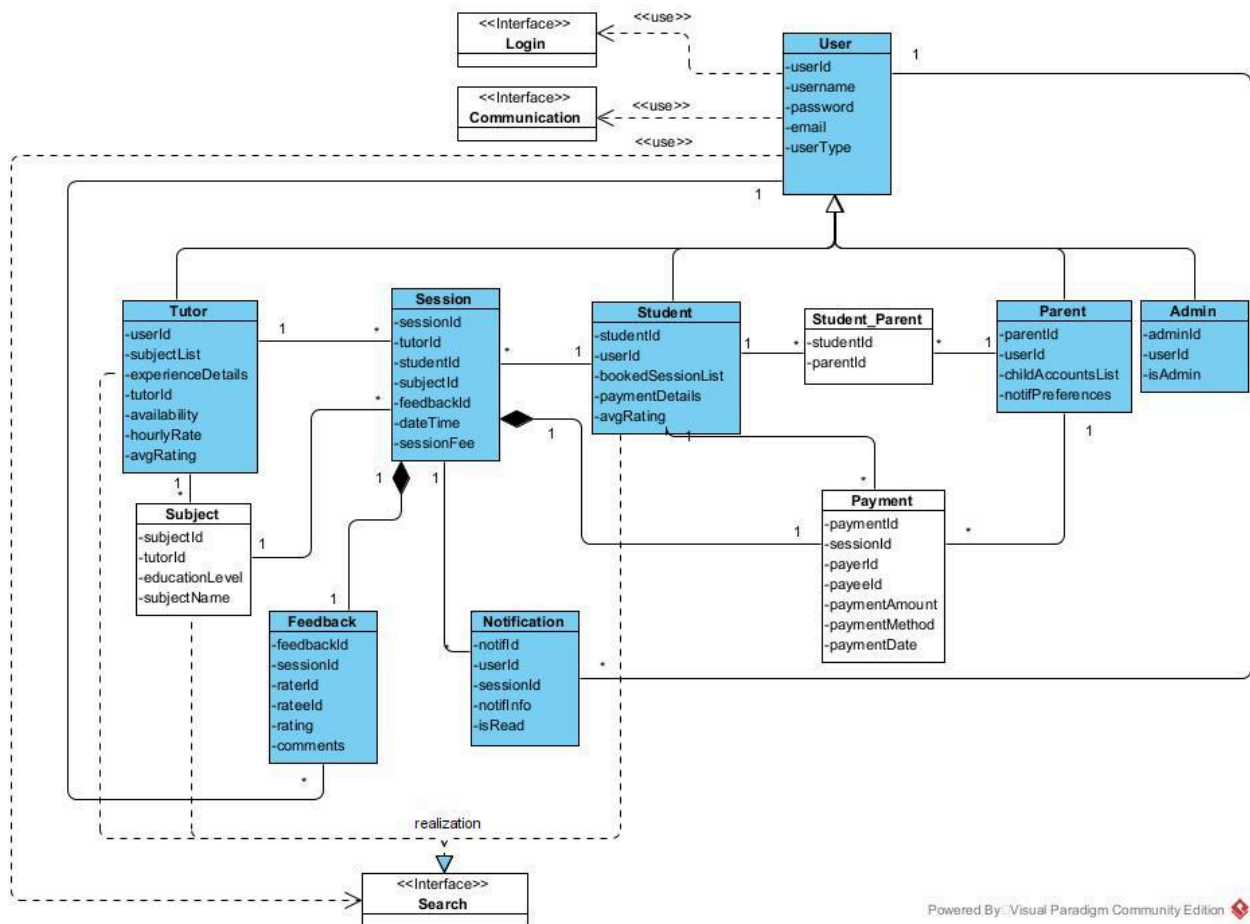 <<Interface>>
Login
<<use>>
User
-userId
-username
-password
-email
-userType
1
<<Interface>>
Communication
<<use>>
<<use>>
1
Tutor
-userId
-subjectList
-experienceDetails
-tutorId
-availability
-hourlyRate
-avgRating
1
*
Session
-sessionId
-tutorId
-studentId
-subjectId
-feedbackId
-dateTime
-sessionFee
*
1
*
Student
-studentId
-userId
-bookedSessionList
-paymentDetails
-avgRating
1
*
Student_Parent
-studentId
-parentId
*
1
Parent
-parentId
-userId
-childAccountsList
-notifPreferences
Admin
-adminId
-userId
-isAdmin
1
1
1
1
1
1
*
*
Subject
-subjectId
-tutorId
-educationLevel
-subjectName
1
1
*
Payment
-paymentId
-sessionId
-payerId
-payeeId
-paymentAmount
-paymentMethod
-paymentDate
1
Feedback
-feedbackId
-sessionId
-raterId
-rateeId
-rating
-comments
*
*
Notification
-notifId
-userId
-sessionId
-notifInfo
-isRead
*
realization
<<Interface>>
Search
Powered By Visual Paradigm Community Edition